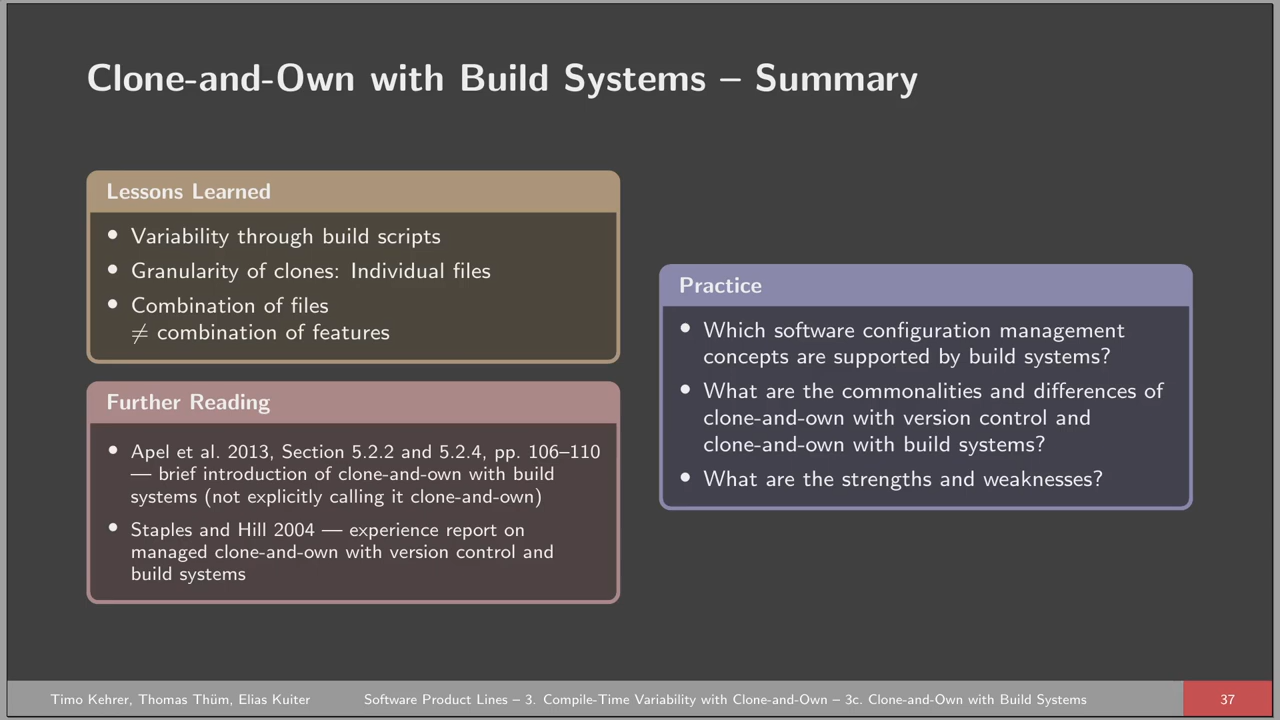 Clone-and-Own with Build Systems – Summary
Lessons Learned
• Variability through build scripts
• Granularity of clones: Individual files
• Combination of files
≠ combination of features
Further Reading
• Apel et al. 2013, Section 5.2.2 and 5.2.4, pp. 106–110
— brief introduction of clone-and-own with build
systems (not explicitly calling it clone-and-own)
• Staples and Hill 2004 — experience report on
managed clone-and-own with version control and
build systems
Practice
• Which software configuration management
concepts are supported by build systems?
• What are the commonalities and differences of
clone-and-own with version control and
clone-and-own with build systems?
• What are the strengths and weaknesses?
Timo Kehrer, Thomas Thüm, Elias Kuiter
Software Product Lines – 3. Compile-Time Variability with Clone-and-Own – 3c. Clone-and-Own with Build Systems
37